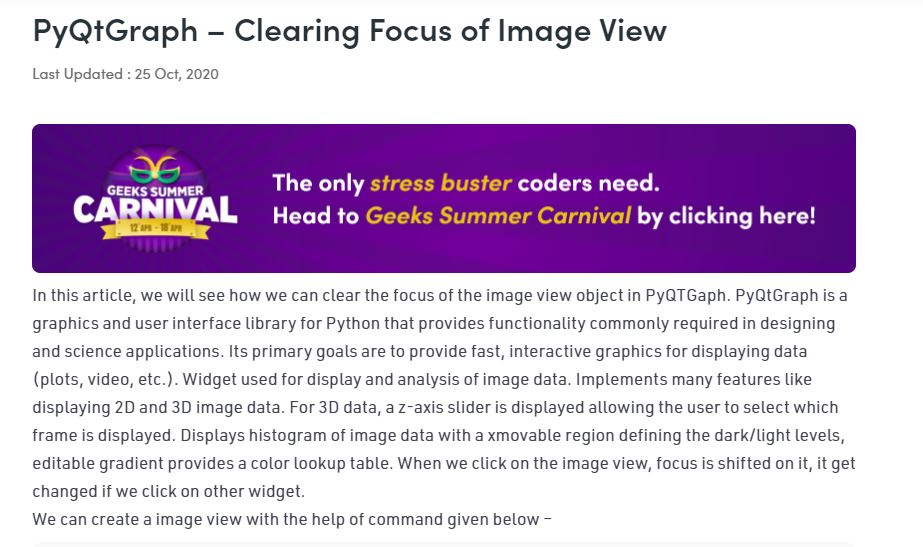 PyQtGraph – Clearing Focus of Image View
Last Updated : 25 Oct, 2020
GEEKS SUMMER
CARNIVAL
12 APR - 18 APR
The only stress buster coders need.
Head to Geeks Summer Carnival by clicking here!
In this article, we will see how we can clear the focus of the image view object in PyQTGaph. PyQtGraph is a
graphics and user interface library for Python that provides functionality commonly required in designing
and science applications. Its primary goals are to provide fast, interactive graphics for displaying data
(plots, video, etc.). Widget used for display and analysis of image data. Implements many features like
displaying 2D and 3D image data. For 3D data, a z-axis slider is displayed allowing the user to select which
frame is displayed. Displays histogram of image data with a xmovable region defining the dark/light levels,
editable gradient provides a color lookup table. When we click on the image view, focus is shifted on it, it get
changed if we click on other widget.
We can create a image view with the help of command given below –